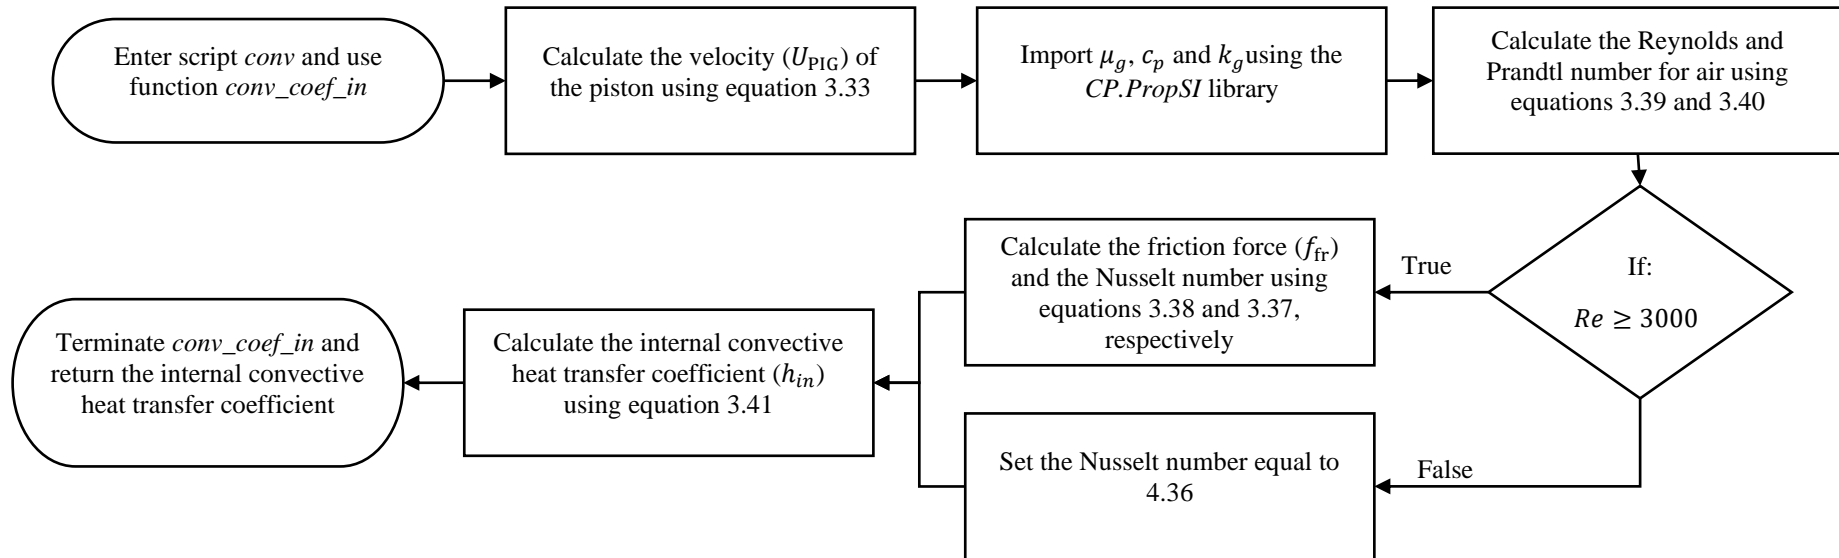 Enter script conv and use
function conv_coef_in
Calculate the velocity (U_PIG) of
the piston using equation 3.33
Import μ_g, c_p and k_g using the
CP.PropSI library
Calculate the Reynolds and
Prandtl number for air using
equations 3.39 and 3.40
If:
Re ≥ 3000
True
Calculate the friction force (f_fr)
and the Nusselt number using
equations 3.38 and 3.37,
respectively
False
Set the Nusselt number equal to
4.36
Calculate the internal convective
heat transfer coefficient (h_in)
using equation 3.41
Terminate conv_coef_in and
return the internal convective
heat transfer coefficient